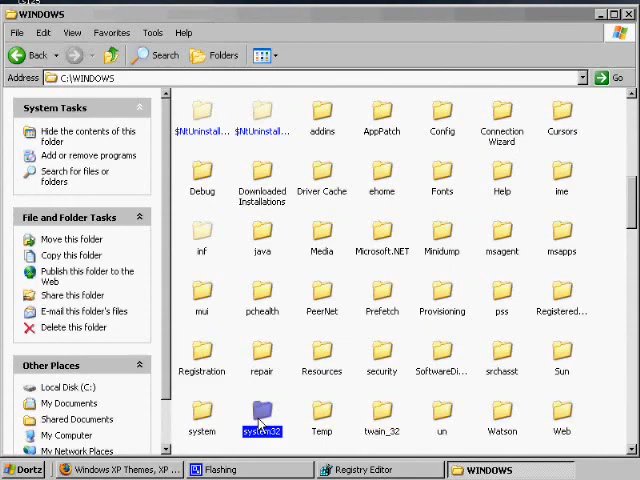 WINDOWS
File Edit View Favorites Tools Help
Back Search Folders
Address C:\WINDOWS Go
System Tasks
Hide the contents of this
folder
Add or remove programs
Search for files or
folders
File and Folder Tasks
Move this folder
Copy this folder
Publish this folder to the
Web
Share this folder
E-mail this folder's files
Delete this folder
Other Places
Local Disk (C:)
My Documents
Shared Documents
My Computer
My Network Places
$NtUninstall... $NtUninstall... addins AppPatch Config Connection Cursors
Wizard
Debug Downloaded Driver Cache ehome Fonts Help ime
Installations
inf java Media Microsoft.NET Minidump msagent msapps
mui pchealth PeerNet Prefetch Provisioning pss Registered...
Registration repair Resources security SoftwareDi... srchasst Sun
system system32 Temp twain_32 un Watson Web
Dortz Windows XP Themes, XP ... Flashing Registry Editor WINDOWS